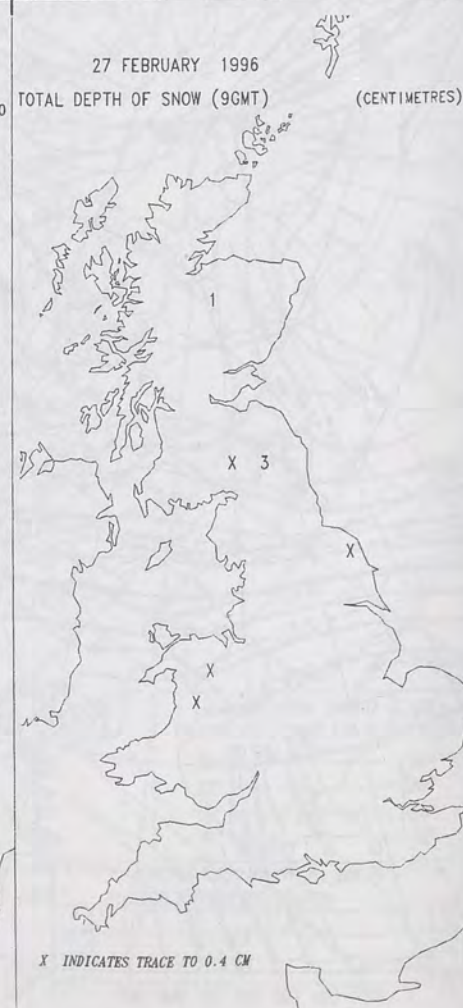 27 FEBRUARY 1996
TOTAL DEPTH OF SNOW (9GMT) (CENTIMETRES)
1
X 3
X
X
X
X INDICATES TRACE TO 0.4 CM